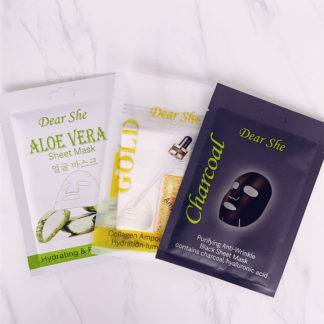 Dear She
ALOE VERA
Sheet Mask
얼굴 마스크
Hydrating &
Dear She
GOLD
Collagen Ampou
Hydration-lum
Dear She
Charcoal
Purifying Anti-Wrinkle
Black Sheet Mask
contains charcoal, hyaluronic acid